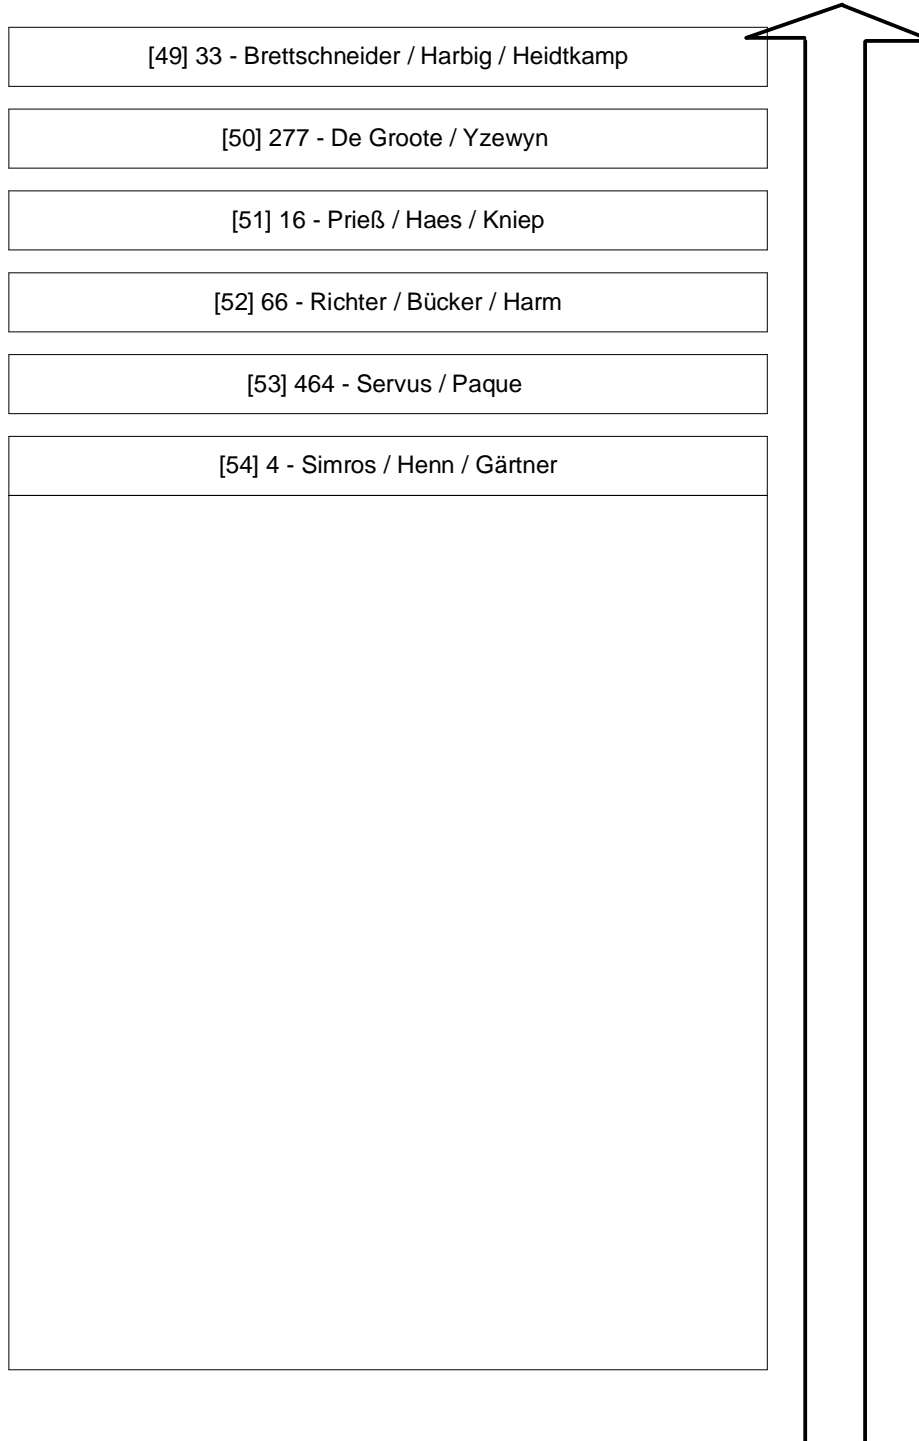 [49] 33 - Brettschneider / Harbig / Heidtkamp
[50] 277 - De Groote / Yzewyn
[51] 16 - Prieß / Haes / Kniep
[52] 66 - Richter / Bücker / Harm
[53] 464 - Servus / Paque
[54] 4 - Simros / Henn / Gärtner